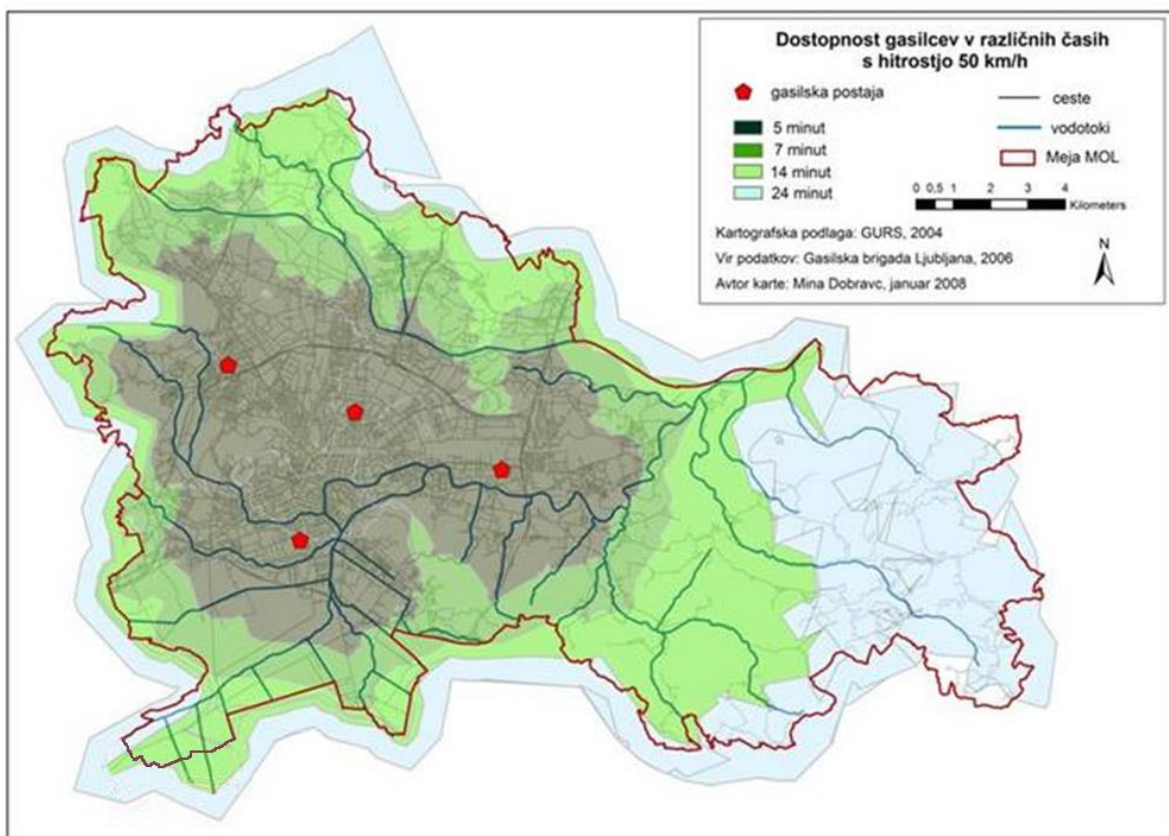 Dostopnost gasilcev v različnih časih
s hitrostjo 50 km/h
gasilska postaja
5 minut
7 minut
14 minut
24 minut
ceste
vodotoki
Meja MOL
0 0,5 1 2 3 4
Kilometers
Kartografska podlaga: GURS, 2004
Vir podatkov: Gasilska brigada Ljubljana, 2006
Avtor karte: Mina Dobravc, januar 2008
N